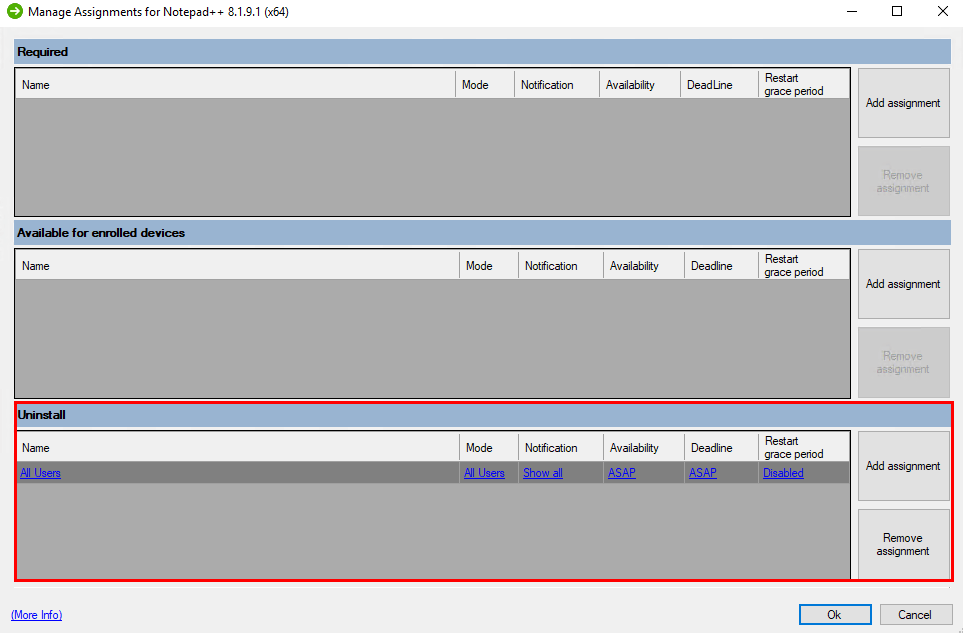 Manage Assignments for Notepad++ 8.1.9.1 (x64)
Required
Name Mode Notification Availability DeadLine Restart grace period
Add assignment
Remove assignment
Available for enrolled devices
Name Mode Notification Availability Deadline Restart grace period
Add assignment
Remove assignment
Uninstall
Name Mode Notification Availability Deadline Restart grace period
All Users All Users Show all ASAP ASAP Disabled
Add assignment
Remove assignment
(More Info)
Ok Cancel